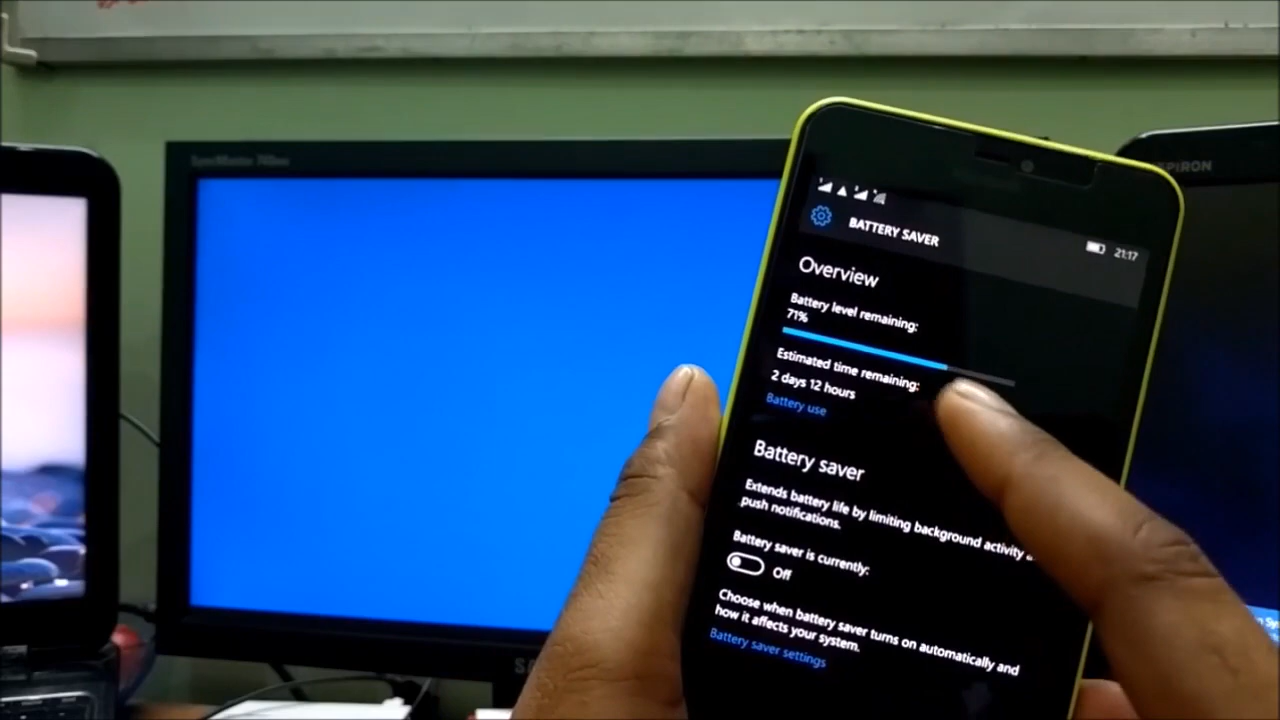 SPIRON
BATTERY SAVER
21:17
Overview
Battery level remaining:
71%
Estimated time remaining:
2 days 12 hours
Battery use
Battery saver
Extends battery life by limiting background activity
push notifications.
Battery saver is currently:
Off
Choose when battery saver turns on automatically and
how it affects your system.
Battery saver settings